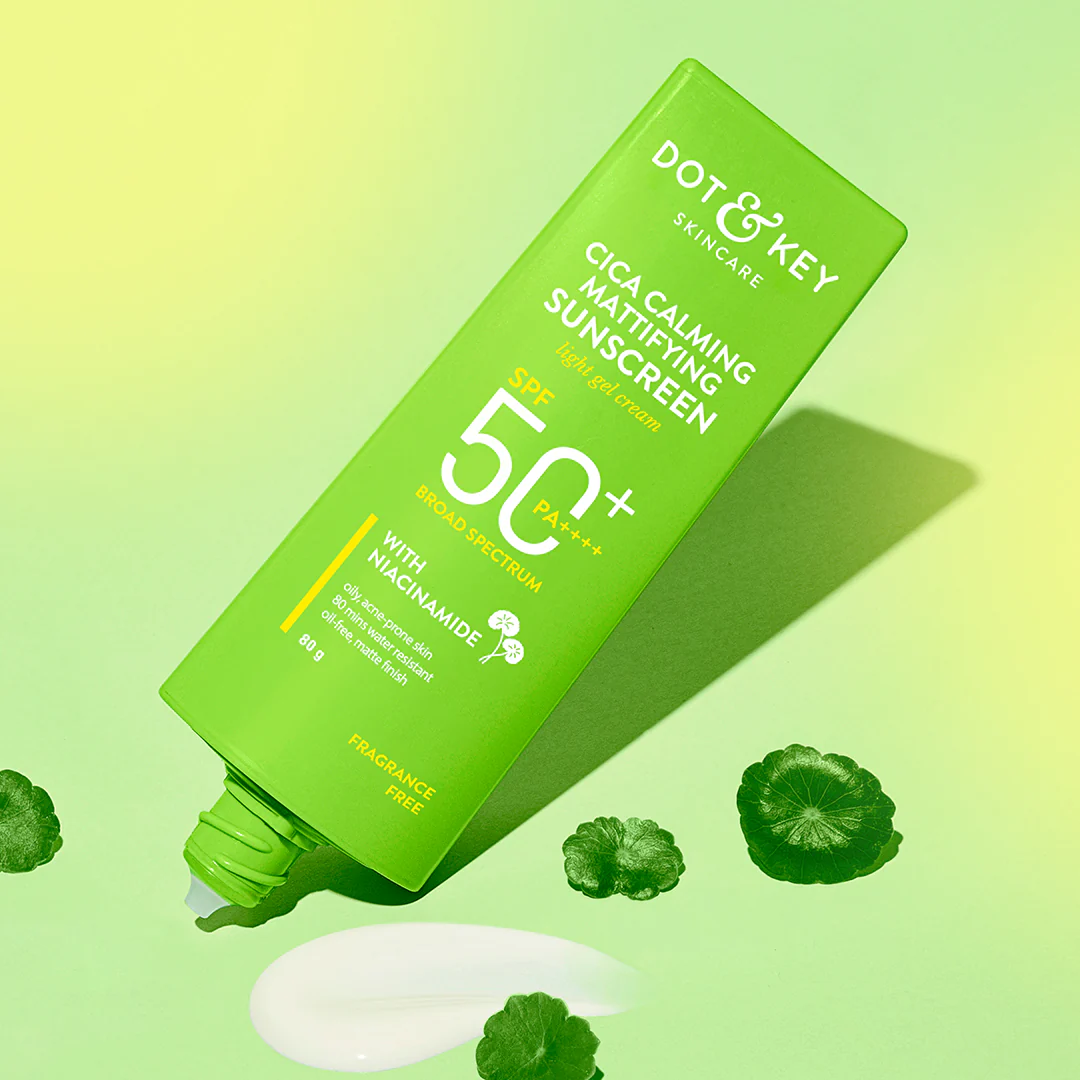 DOT & KEY
SKINCARE
CICA CALMING
MATTIFYING
SUNSCREEN
light gel cream
SPF
50+
PA++++
BROAD SPECTRUM
WITH
NIACINAMIDE
oily, acne-prone skin
80 mins water resistant
oil-free, matte finish
80 g
FRAGRANCE
FREE